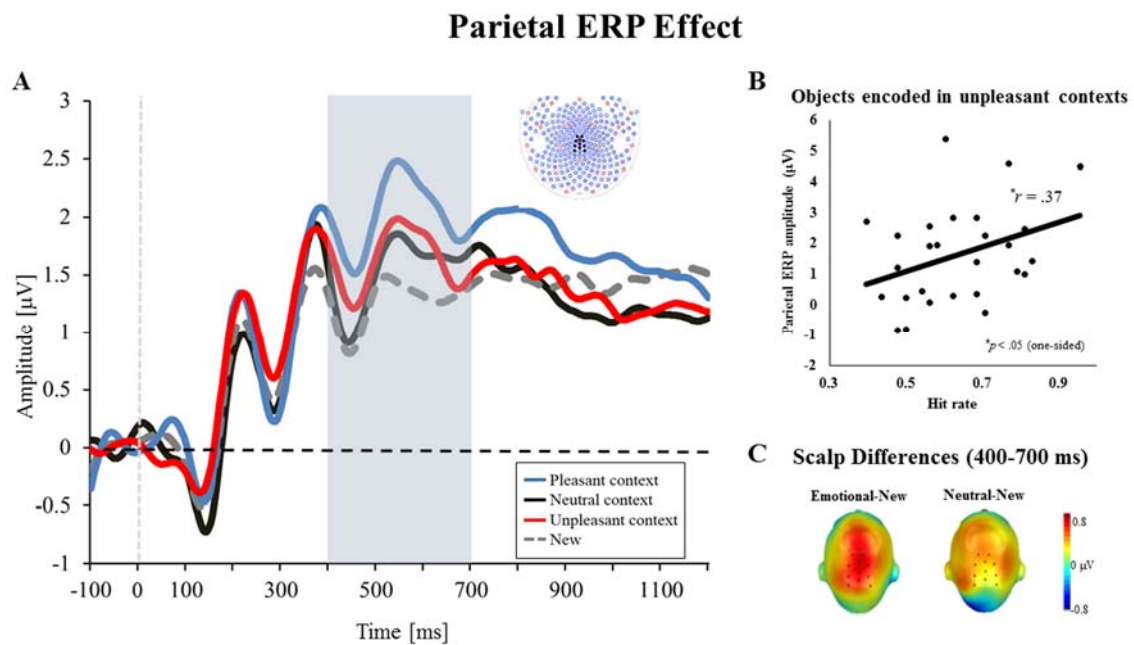 Parietal ERP Effect
A
Amplitude [µV]
3
2.5
2
1.5
1
0.5
0
-0.5
-1
-100 0 100 300 500 700 900 1100
Time [ms]
Pleasant context
Neutral context
Unpleasant context
New
B
Objects encoded in unpleasant contexts
Parietal ERP amplitude (µV)
6
5
4
3
2
1
0
-1
-2
*r = .37
*p < .05 (one-sided)
0.3 0.5 0.7 0.9
Hit rate
C Scalp Differences (400-700 ms)
Emotional-New Neutral-New
0.8
0 µV
-0.8